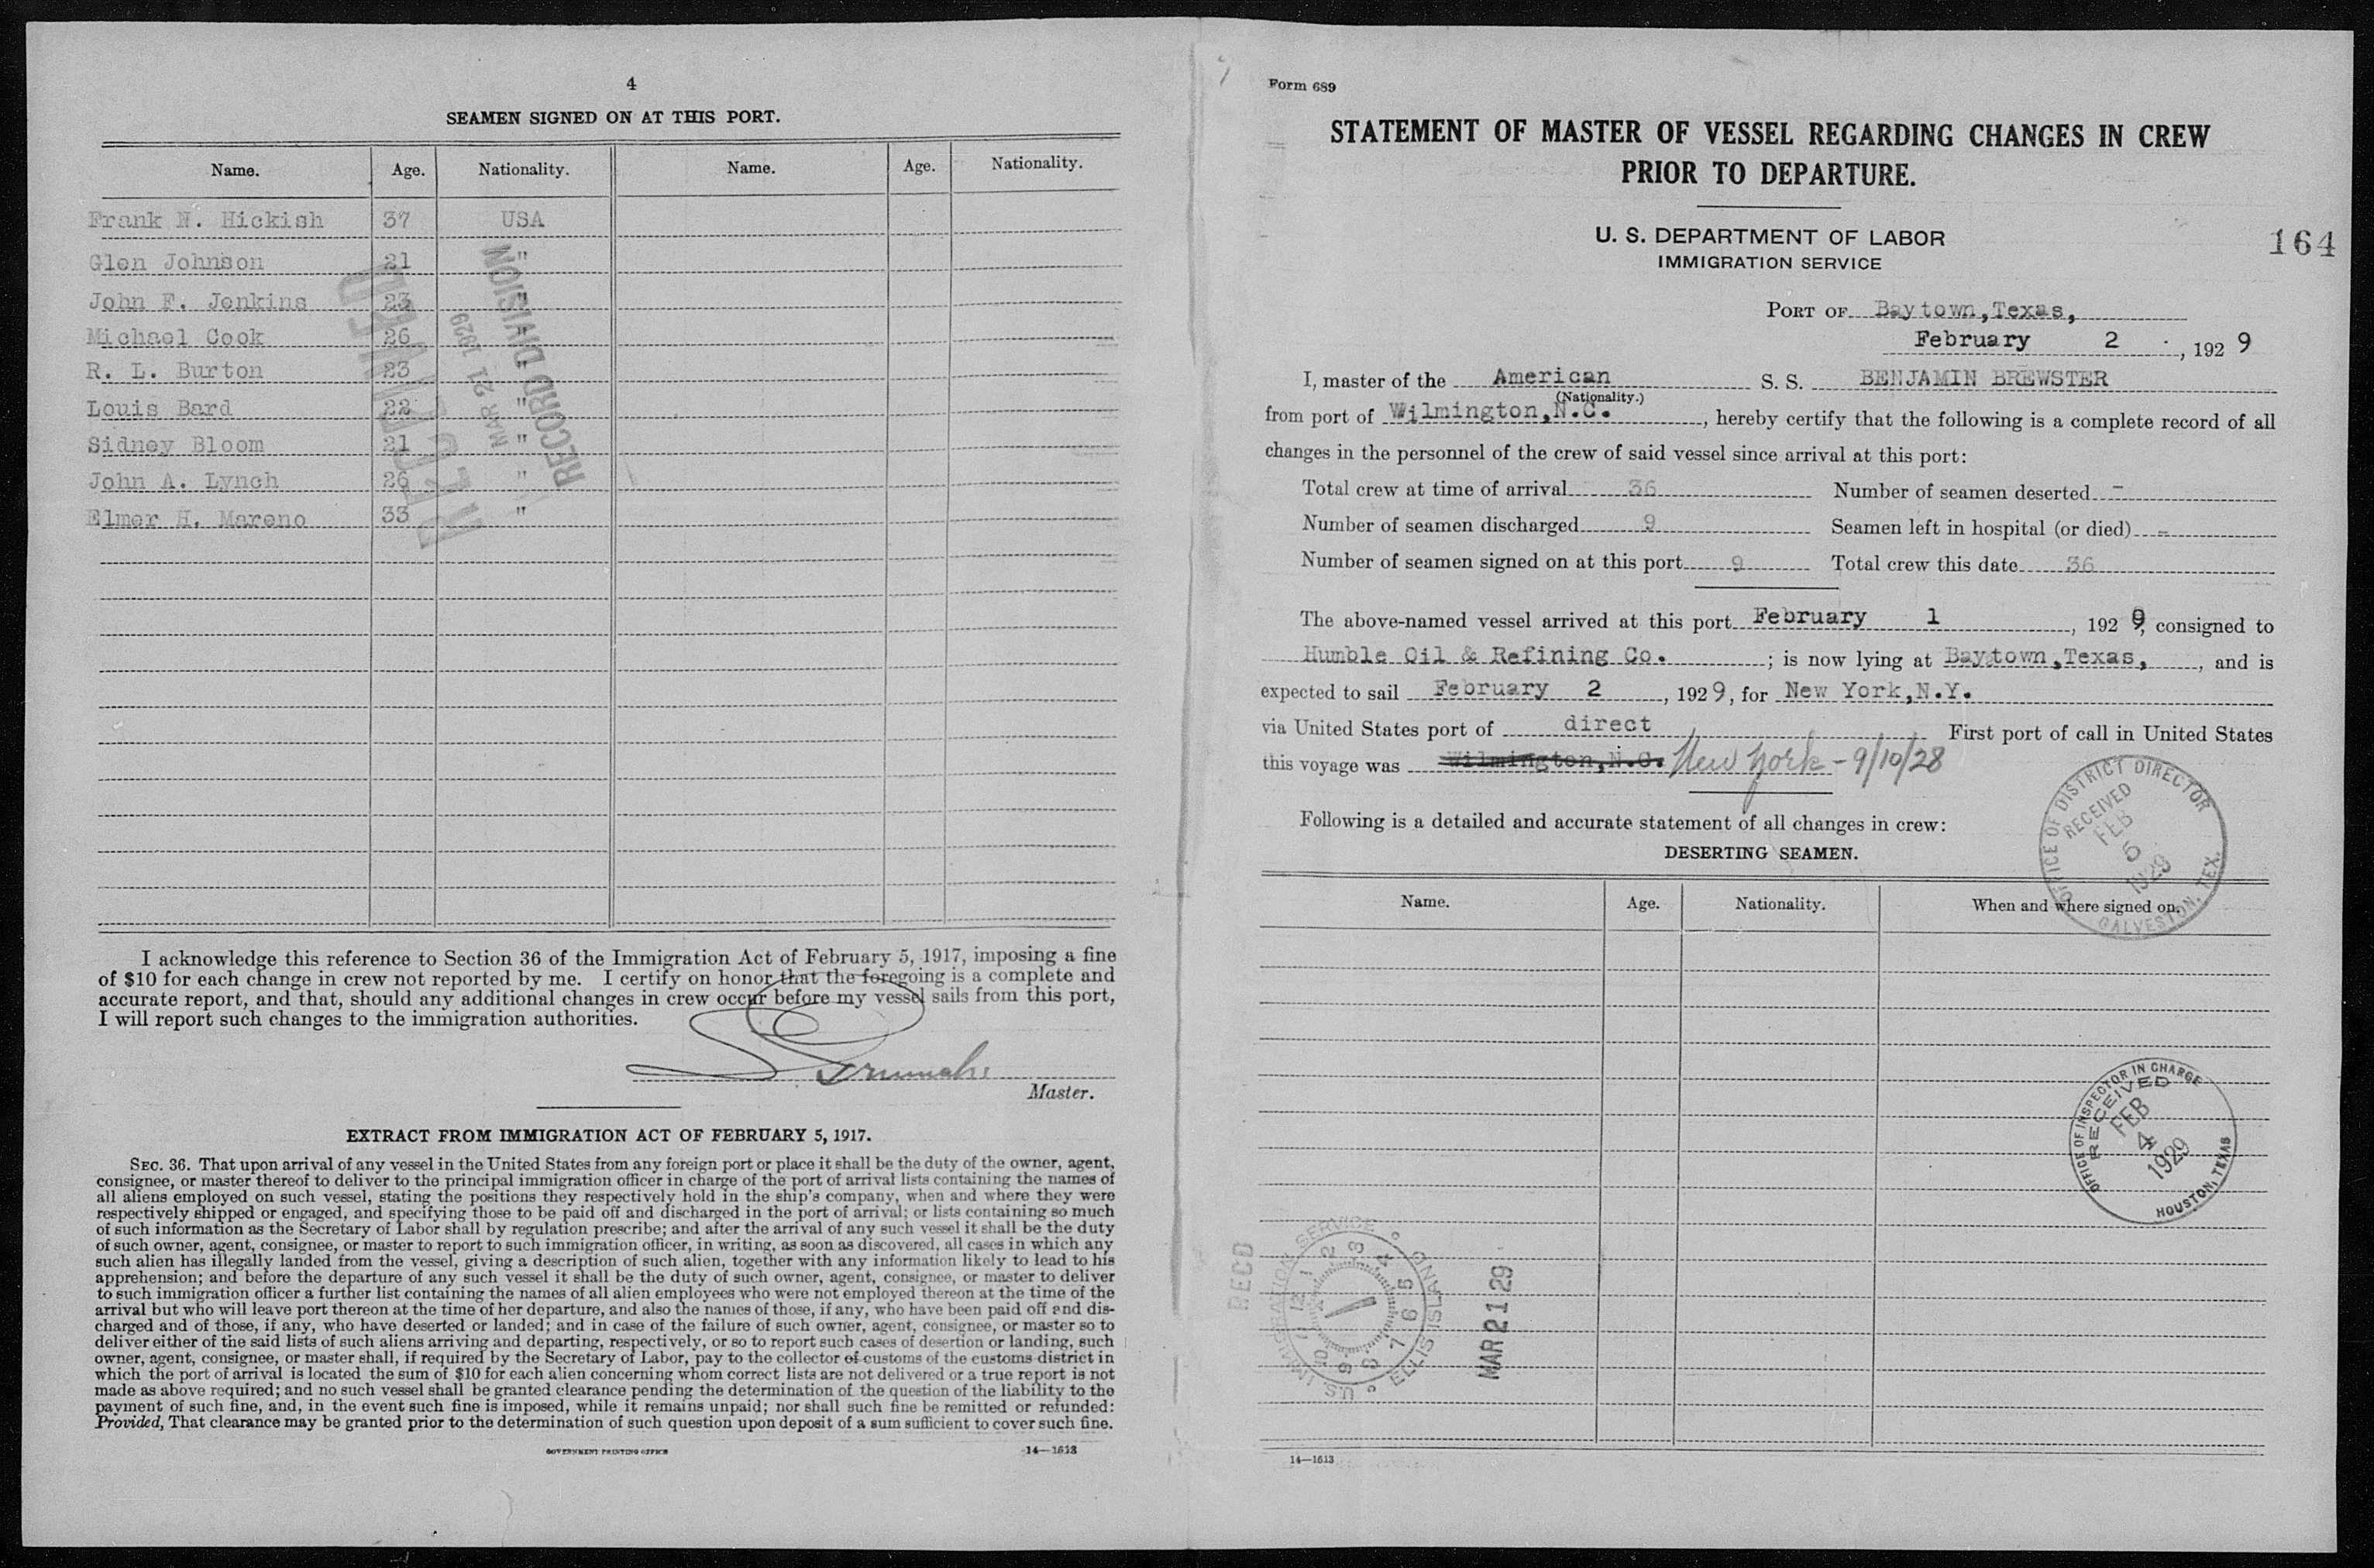 4
SEAMEN SIGNED ON AT THIS PORT.
Name. Age. Nationality. Name. Age. Nationality.
Frank N. Hickish 37 USA
Glen Johnson 21 "
John F. Jenkins 23 "
Michael Cook 26 "
R. L. Burton 23 "
Louis Bard 22 "
Sidney Bloom 21 "
John A. Lynch 26 "
Elmer H. Mareno 33 "
RECEIVED
MAR 21 1929
RECORD DIVISION
I acknowledge this reference to Section 36 of the Immigration Act of February 5, 1917, imposing a fine
of $10 for each change in crew not reported by me. I certify on honor that the foregoing is a complete and
accurate report, and that, should any additional changes in crew occur before my vessel sails from this port,
I will report such changes to the immigration authorities.
Master.
EXTRACT FROM IMMIGRATION ACT OF FEBRUARY 5, 1917.
SEC. 36. That upon arrival of any vessel in the United States from any foreign port or place it shall be the duty of the owner, agent,
consignee, or master thereof to deliver to the principal immigration officer in charge of the port of arrival lists containing the names of
all aliens employed on such vessel, stating the positions they respectively hold in the ship's company, when and where they were
respectively shipped or engaged, and specifying those to be paid off and discharged in the port of arrival; or lists containing so much
of such information as the Secretary of Labor shall by regulation prescribe; and after the arrival of any such vessel it shall be the duty
of such owner, agent, consignee, or master to report to such immigration officer, in writing, as soon as discovered, all cases in which any
such alien has illegally landed from the vessel, giving a description of such alien, together with any information likely to lead to his
apprehension; and before the departure of any such vessel it shall be the duty of such owner, agent, consignee, or master to deliver
to such immigration officer a further list containing the names of all alien employees who were not employed thereon at the time of the
arrival but who will leave port thereon at the time of her departure, and also the names of those, if any, who have been paid off and dis-
charged and of those, if any, who have deserted or landed; and in case of the failure of such owner, agent, consignee, or master so to
deliver either of the said lists of such aliens arriving and departing, respectively, or so to report such cases of desertion or landing, such
owner, agent, consignee, or master shall, if required by the Secretary of Labor, pay to the collector of customs of the customs district in
which the port of arrival is located the sum of $10 for each alien concerning whom correct lists are not delivered or a true report is not
made as above required; and no such vessel shall be granted clearance pending the determination of the question of the liability to the
payment of such fine, and, in the event such fine is imposed, while it remains unpaid; nor shall such fine be remitted or refunded:
Provided, That clearance may be granted prior to the determination of such question upon deposit of a sum sufficient to cover such fine.
GOVERNMENT PRINTING OFFICE 14—1613
Form 689
STATEMENT OF MASTER OF VESSEL REGARDING CHANGES IN CREW
PRIOR TO DEPARTURE.
U. S. DEPARTMENT OF LABOR
IMMIGRATION SERVICE
164
PORT OF Baytown, Texas,
February 2, 1929
I, master of the American S. S. BENJAMIN BREWSTER
(Nationality.)
from port of Wilmington, N.C., hereby certify that the following is a complete record of all
changes in the personnel of the crew of said vessel since arrival at this port:
Total crew at time of arrival 36 Number of seamen deserted -
Number of seamen discharged 9 Seamen left in hospital (or died) -
Number of seamen signed on at this port 9 Total crew this date 36
The above-named vessel arrived at this port February 1, 1929, consigned to
Humble Oil & Refining Co. ; is now lying at Baytown, Texas, , and is
expected to sail February 2, 1929, for New York, N.Y.
via United States port of direct First port of call in United States
this voyage was Wilmington, N.C. New York - 9/10/28
Following is a detailed and accurate statement of all changes in crew:
DESERTING SEAMEN.
Name. Age. Nationality. When and where signed on.
OFFICE OF DISTRICT DIRECTOR
RECEIVED
FEB
5
1929
GALVESTON, TEX.
OFFICE OF INSPECTOR IN CHARGE
RECEIVED
FEB
4
1929
HOUSTON, TEXAS
REC'D
U.S. IMMIGRATION SERVICE
ELLIS ISLAND
12 1 2 3 4 5 6 7 8 9 10 11
MAR 21 29
14—1613